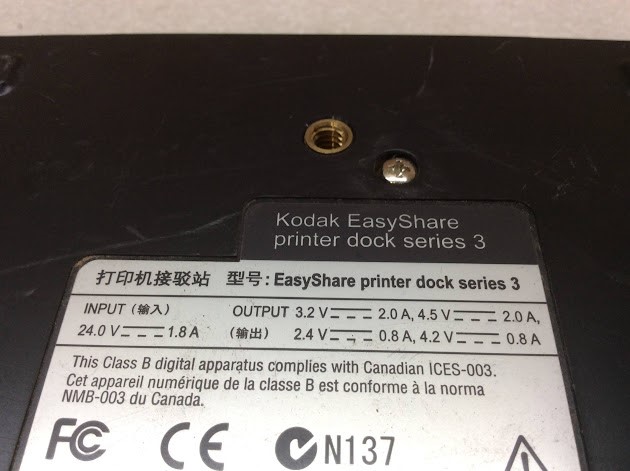 Kodak EasyShare
printer dock series 3
打印机接驳站 型号: EasyShare printer dock series 3
INPUT (输入) OUTPUT 3.2 V⎓ 2.0 A, 4.5 V⎓ 2.0 A,
24.0 V⎓1.8 A (输出) 2.4 V⎓ 0.8 A, 4.2 V⎓ 0.8 A
This Class B digital apparatus complies with Canadian ICES-003.
Cet appareil numérique de la classe B est conforme à la norma
NMB-003 du Canada.
FC CE N137